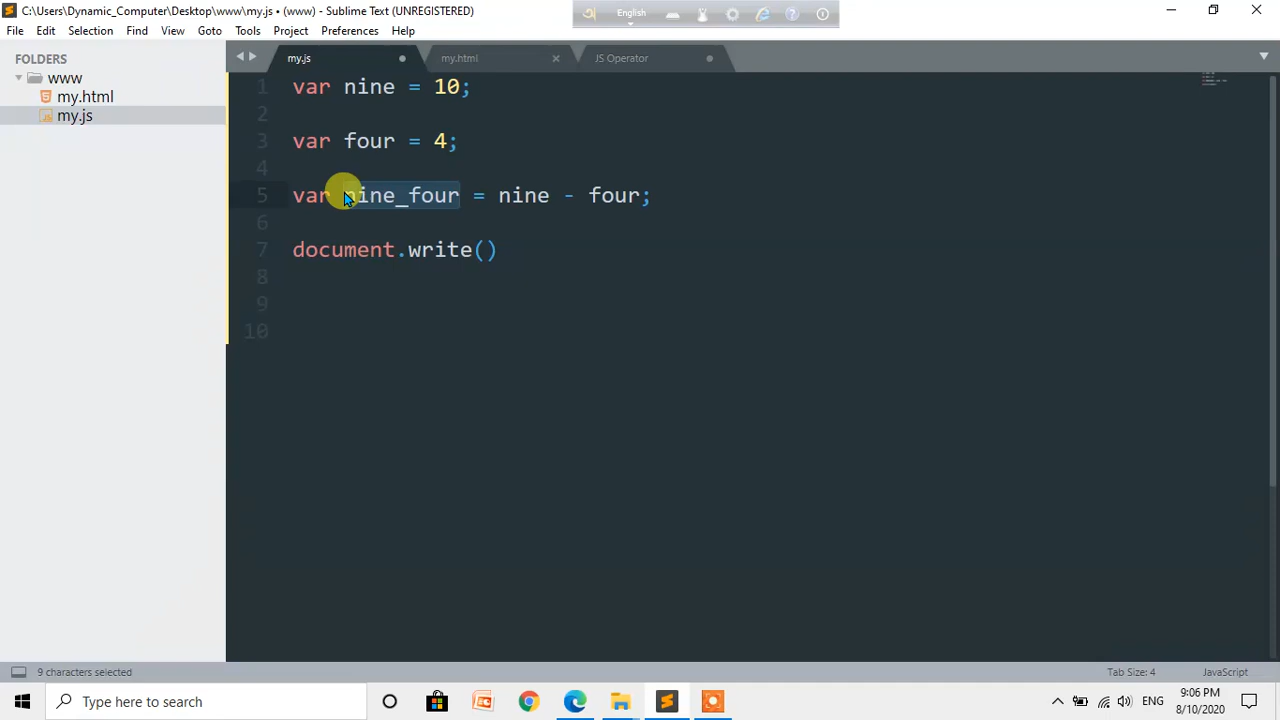 C:\Users\Dynamic_Computer\Desktop\www\my.js • (www) - Sublime Text (UNREGISTERED)
English
File Edit Selection Find View Goto Tools Project Preferences Help
FOLDERS
www
my.html
my.js
my.js my.html JS Operator
1 var nine = 10;
2
3 var four = 4;
4
5 var nine_four = nine - four;
6
7 document.write()
8
9
10
9 characters selected Tab Size: 4 JavaScript
Type here to search
ENG
9:06 PM
8/10/2020